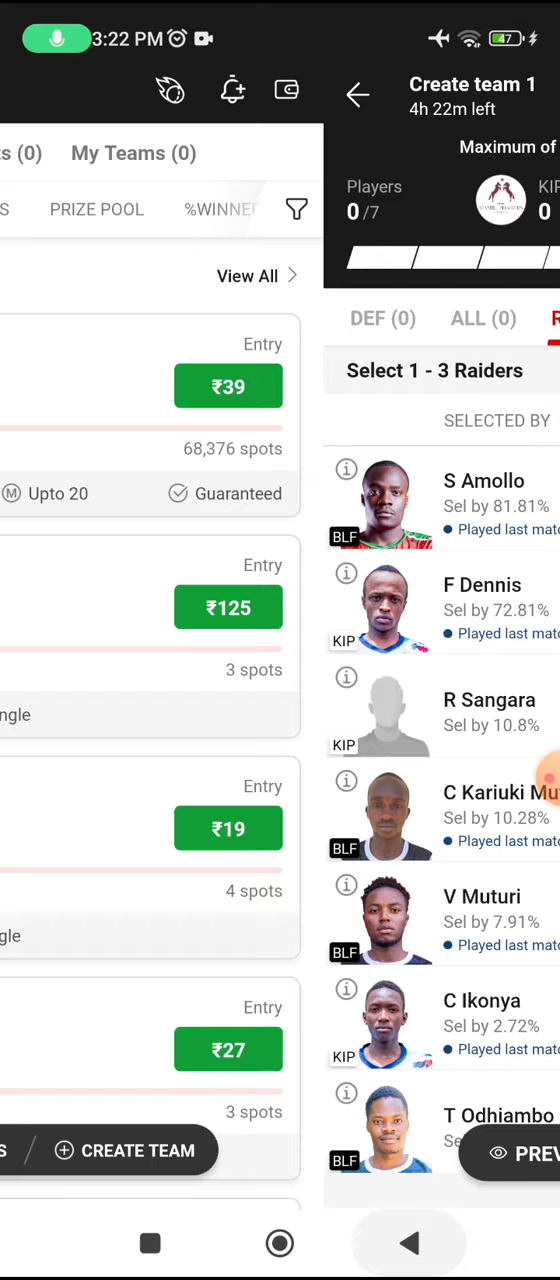 3:22 PM
47
ts (0)
My Teams (0)
S
PRIZE POOL
%WINNE
View All
Entry
₹39
68,376 spots
M Upto 20
Guaranteed
Entry
₹125
3 spots
ngle
Entry
₹19
4 spots
gle
Entry
₹27
3 spots
S
CREATE TEAM
Create team 1
4h 22m left
Maximum of
Players
0/7
KIP
0
DEF (0)
ALL (0)
R
Select 1 - 3 Raiders
SELECTED BY
S Amollo
Sel by 81.81%
Played last matc
BLF
F Dennis
Sel by 72.81%
Played last matc
KIP
R Sangara
Sel by 10.8%
KIP
C Kariuki Mu
Sel by 10.28%
Played last matc
BLF
V Muturi
Sel by 7.91%
Played last matc
BLF
C Ikonya
Sel by 2.72%
Played last matc
KIP
T Odhiambo
Se
BLF
PREV